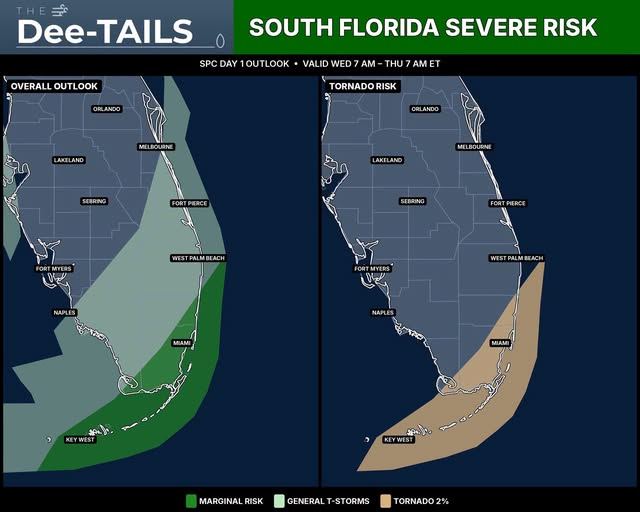 THE
Dee-TAILS
SOUTH FLORIDA SEVERE RISK
SPC DAY 1 OUTLOOK • VALID WED 7 AM – THU 7 AM ET
OVERALL OUTLOOK
ORLANDO
MELBOURNE
LAKELAND
SEBRING
FORT PIERCE
WEST PALM BEACH
FORT MYERS
NAPLES
MIAMI
KEY WEST
TORNADO RISK
ORLANDO
MELBOURNE
LAKELAND
SEBRING
FORT PIERCE
WEST PALM BEACH
FORT MYERS
NAPLES
MIAMI
KEY WEST
MARGINAL RISK
GENERAL T-STORMS
TORNADO 2%